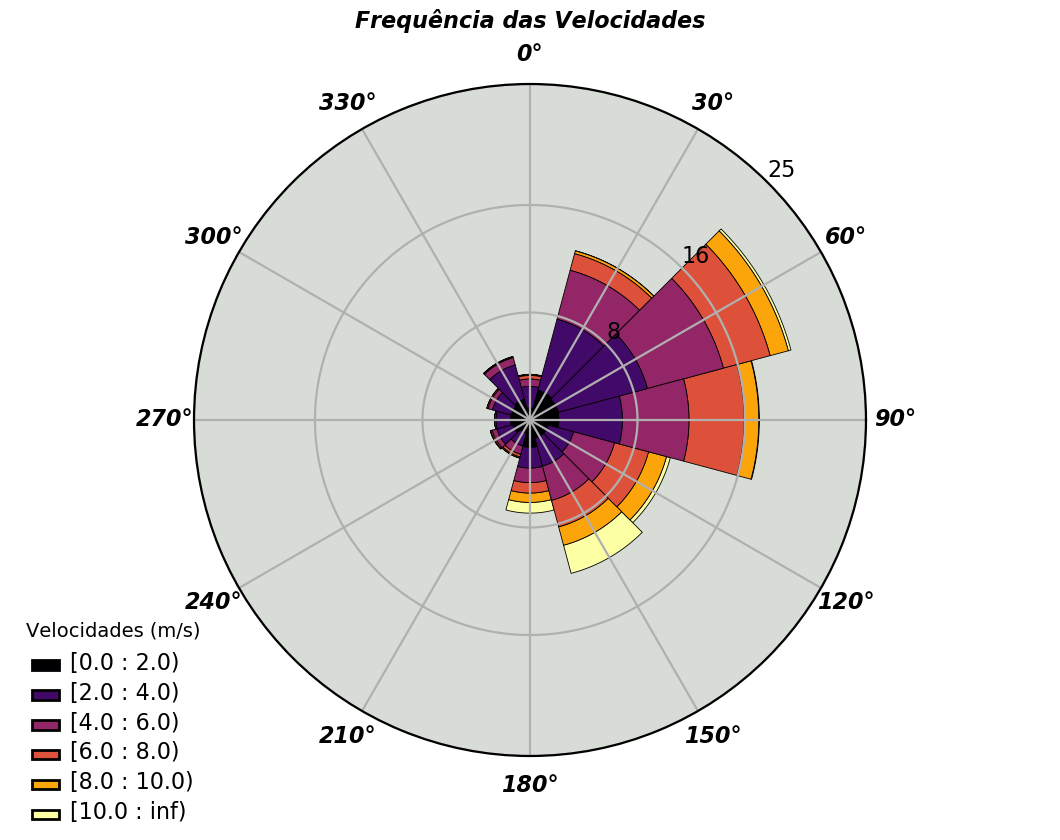 Frequência das Velocidades
0°
330°
30°
25
300°
60°
16
8
270°
90°
240°
120°
210°
150°
180°
Velocidades (m/s)
[0.0 : 2.0)
[2.0 : 4.0)
[4.0 : 6.0)
[6.0 : 8.0)
[8.0 : 10.0)
[10.0 : inf)